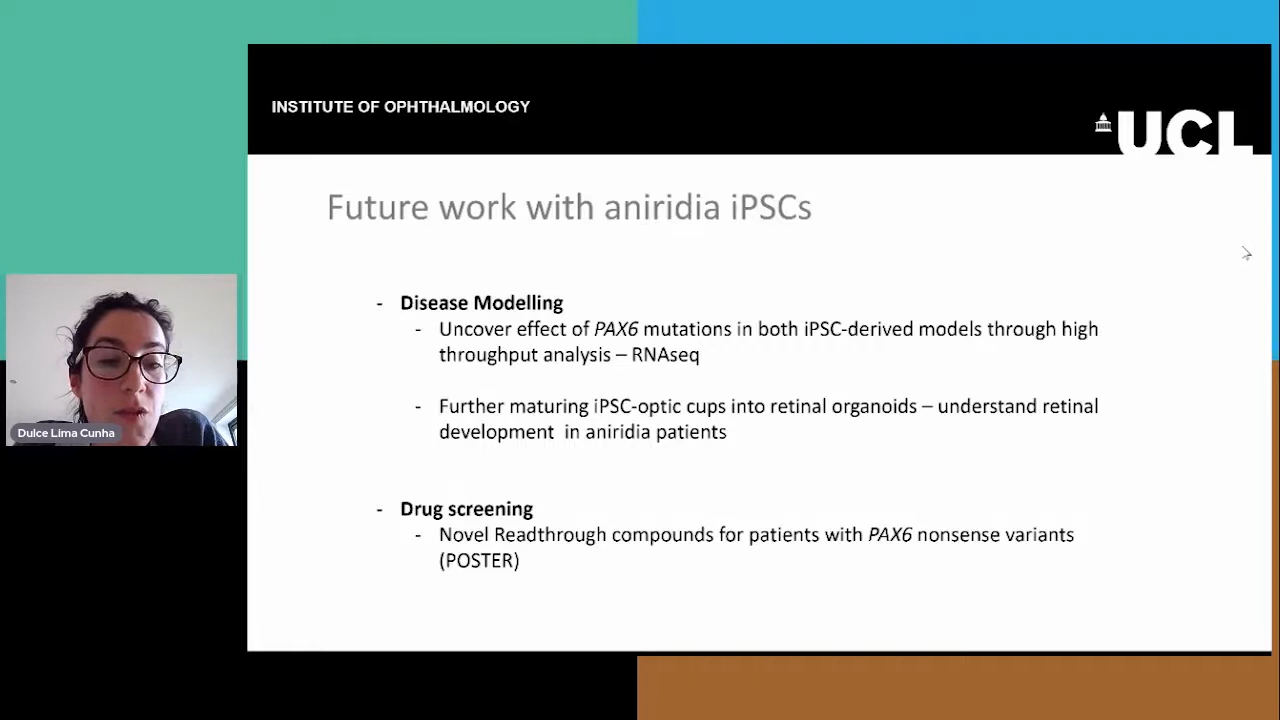 INSTITUTE OF OPHTHALMOLOGY
UCL
Future work with aniridia iPSCs
- Disease Modelling
- Uncover effect of PAX6 mutations in both iPSC-derived models through high
throughput analysis – RNAseq
- Further maturing iPSC-optic cups into retinal organoids – understand retinal
development in aniridia patients
- Drug screening
- Novel Readthrough compounds for patients with PAX6 nonsense variants
(POSTER)
Dulce Lima Cunha